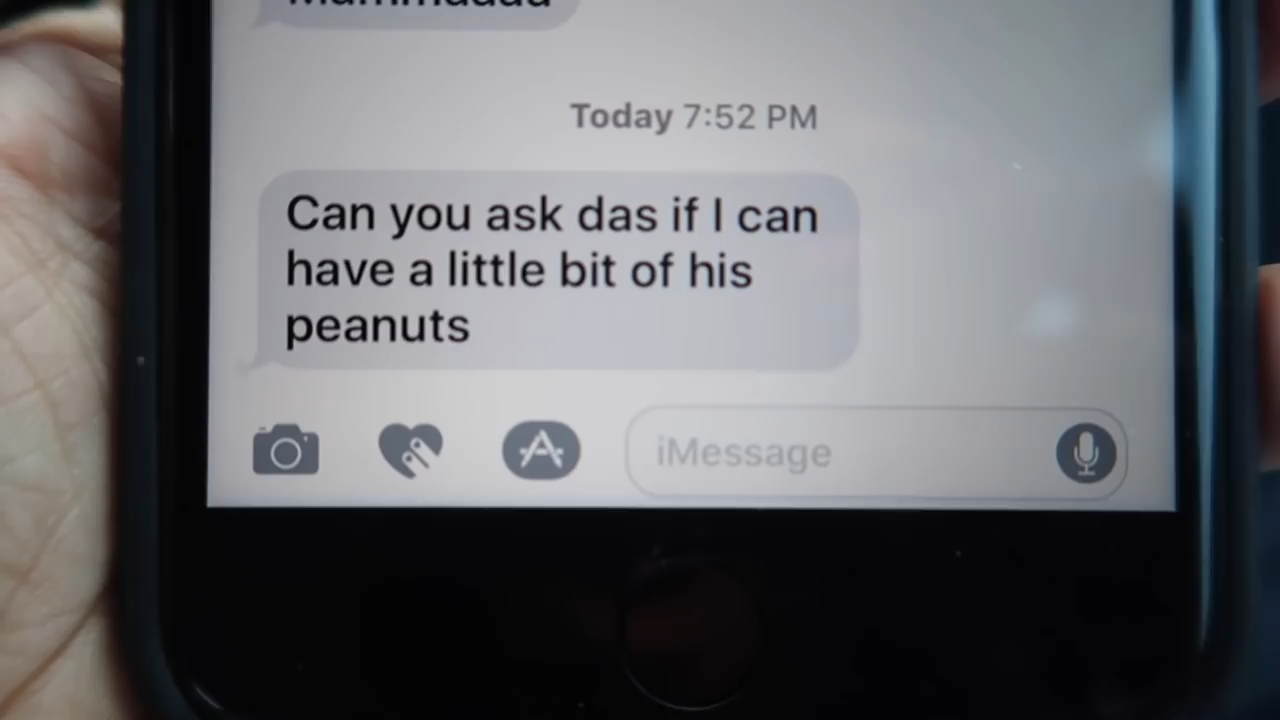 Today 7:52 PM
Can you ask das if I can
have a little bit of his
peanuts
iMessage